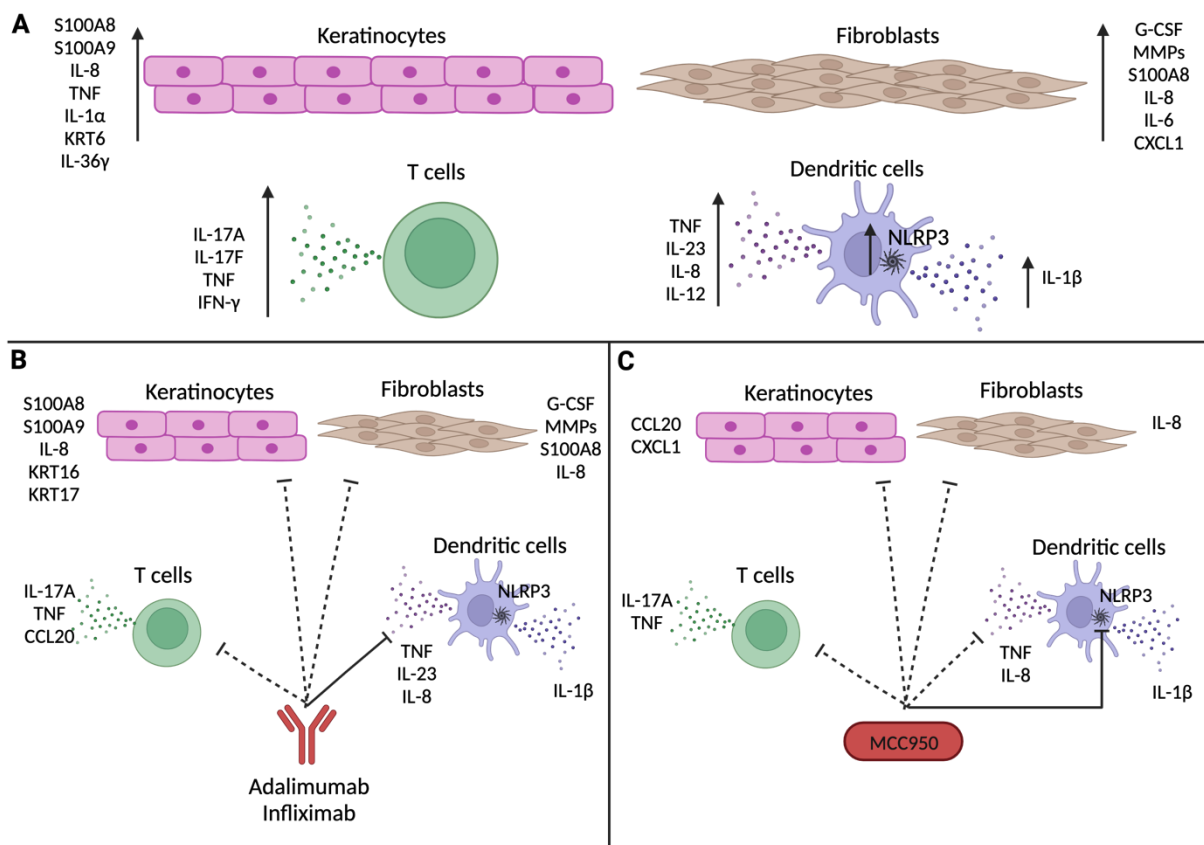 A
S100A8
S100A9
IL-8
TNF
IL-1α
KRT6
IL-36γ
Keratinocytes
Fibroblasts
G-CSF
MMPs
S100A8
IL-8
IL-6
CXCL1
T cells
IL-17A
IL-17F
TNF
IFN-γ
Dendritic cells
TNF
IL-23
IL-8
IL-12
NLRP3
IL-1β
B
Keratinocytes
Fibroblasts
S100A8
S100A9
IL-8
KRT16
KRT17
G-CSF
MMPs
S100A8
IL-8
T cells
IL-17A
TNF
CCL20
Dendritic cells
NLRP3
TNF
IL-23
IL-8
IL-1β
Adalimumab
Infliximab
C
Keratinocytes
Fibroblasts
CCL20
CXCL1
IL-8
T cells
IL-17A
TNF
Dendritic cells
NLRP3
TNF
IL-8
IL-1β
MCC950